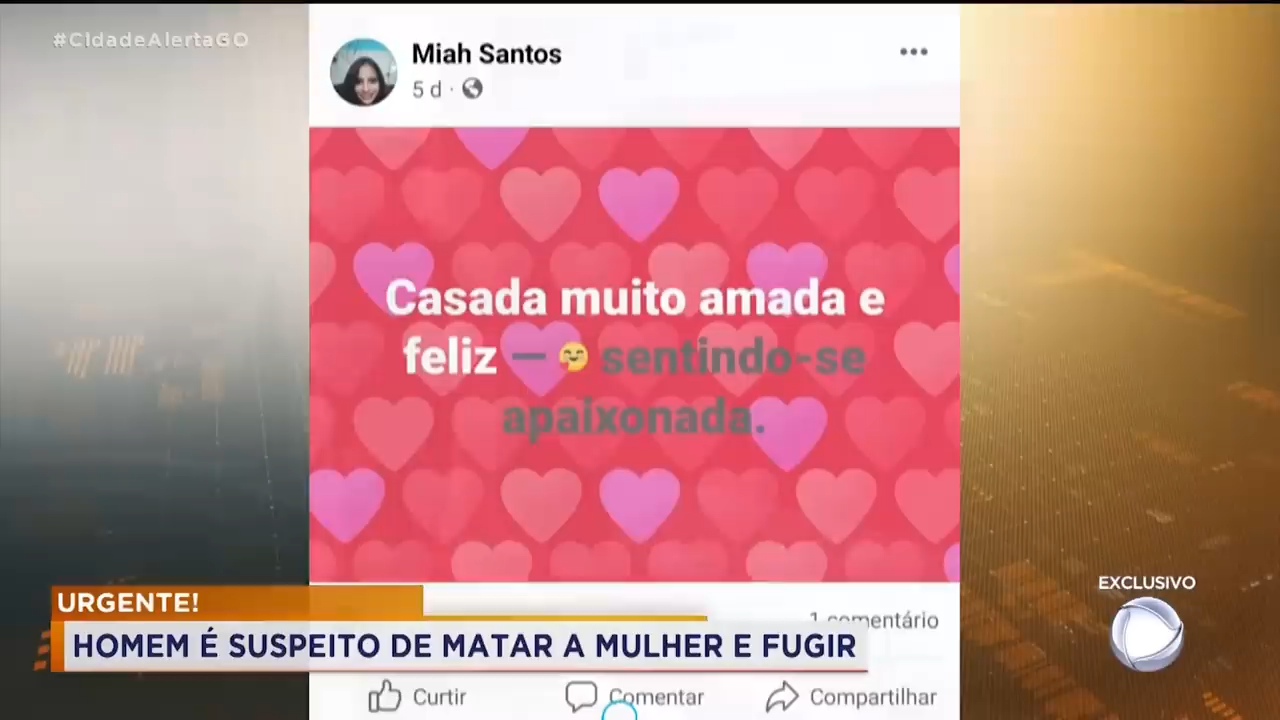 #CidadeAlertaGO
Miah Santos
5 d ·
Casada muito amada e
feliz — sentindo-se
apaixonada.
1 comentário
EXCLUSIVO
URGENTE!
HOMEM É SUSPEITO DE MATAR A MULHER E FUGIR
Curtir
Comentar
Compartilhar